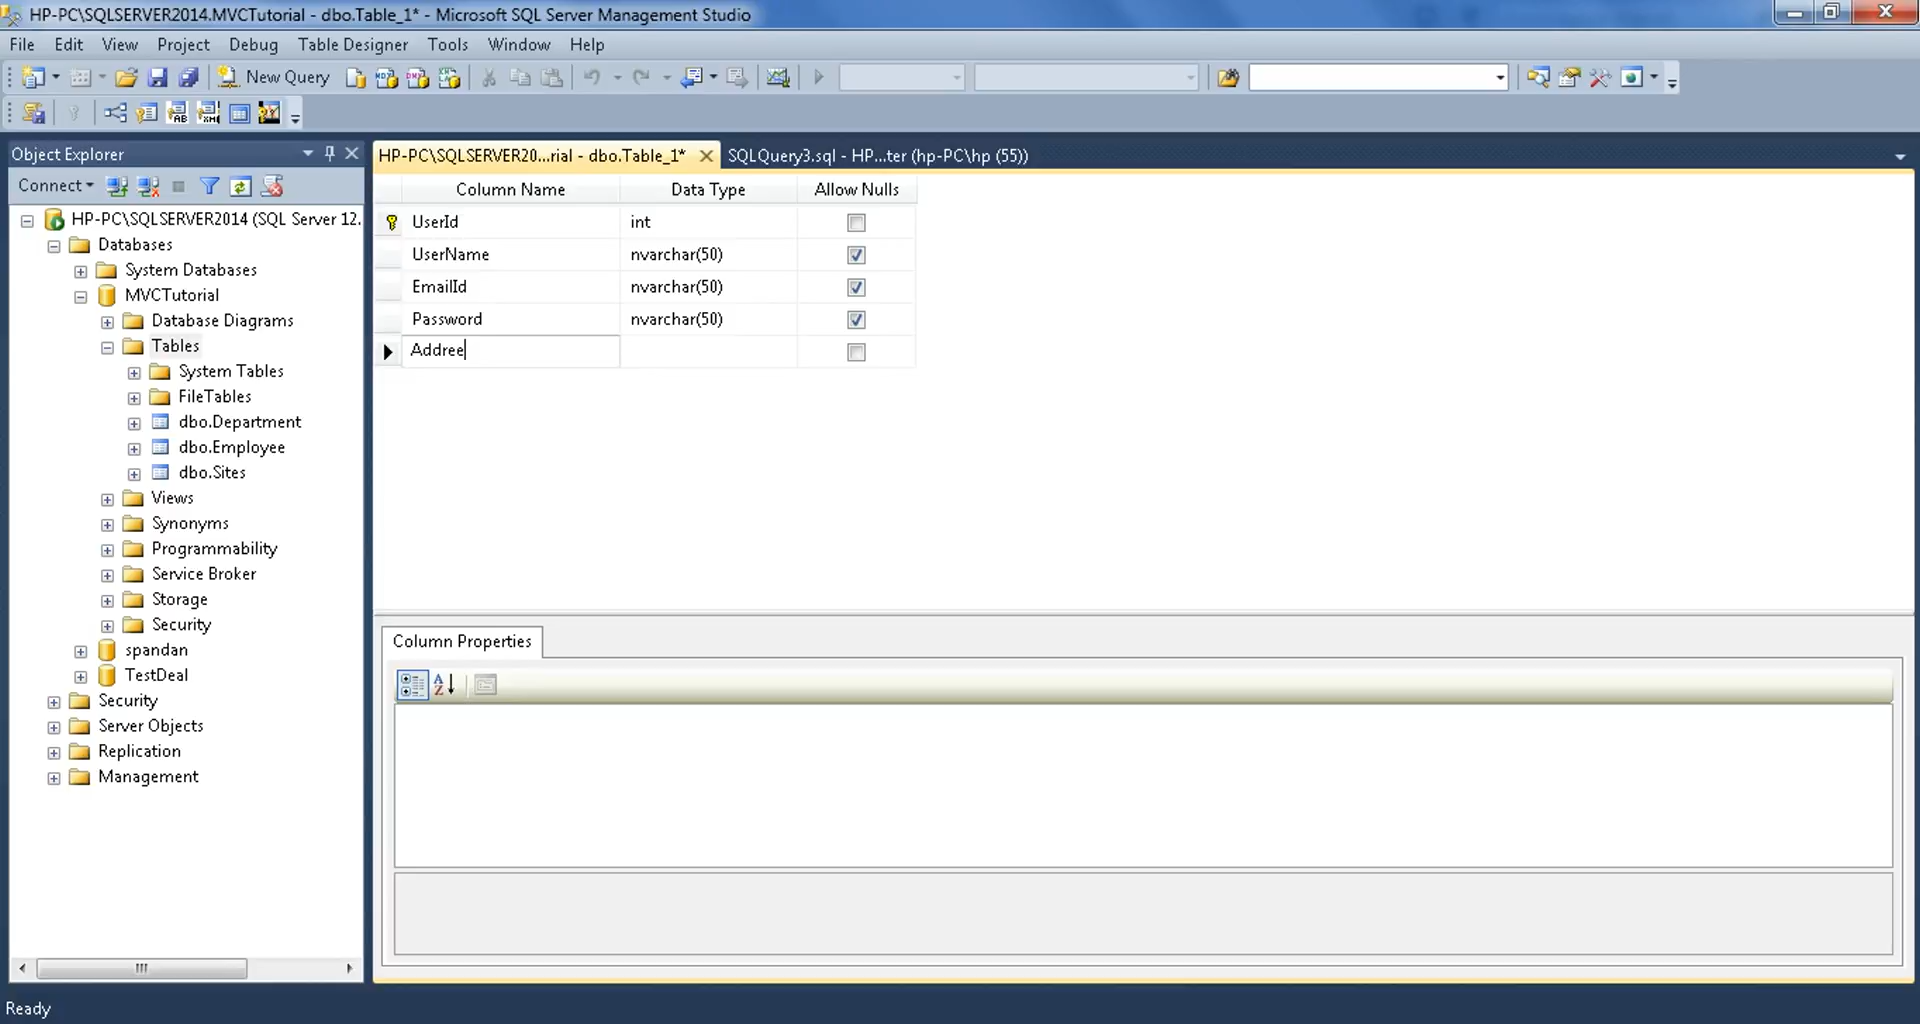 HP-PC\SQLSERVER2014.MVCTutorial - dbo.Table_1* - Microsoft SQL Server Management Studio
File Edit View Project Debug Table Designer Tools Window Help
New Query
Object Explorer
Connect
HP-PC\SQLSERVER2014 (SQL Server 12.
Databases
System Databases
MVCTutorial
Database Diagrams
Tables
System Tables
FileTables
dbo.Department
dbo.Employee
dbo.Sites
Views
Synonyms
Programmability
Service Broker
Storage
Security
spandan
TestDeal
Security
Server Objects
Replication
Management
HP-PC\SQLSERVER20...rial - dbo.Table_1* SQLQuery3.sql - HP...ter (hp-PC\hp (55))
Column Name Data Type Allow Nulls
UserId int
UserName nvarchar(50)
EmailId nvarchar(50)
Password nvarchar(50)
Addree
Column Properties
Ready